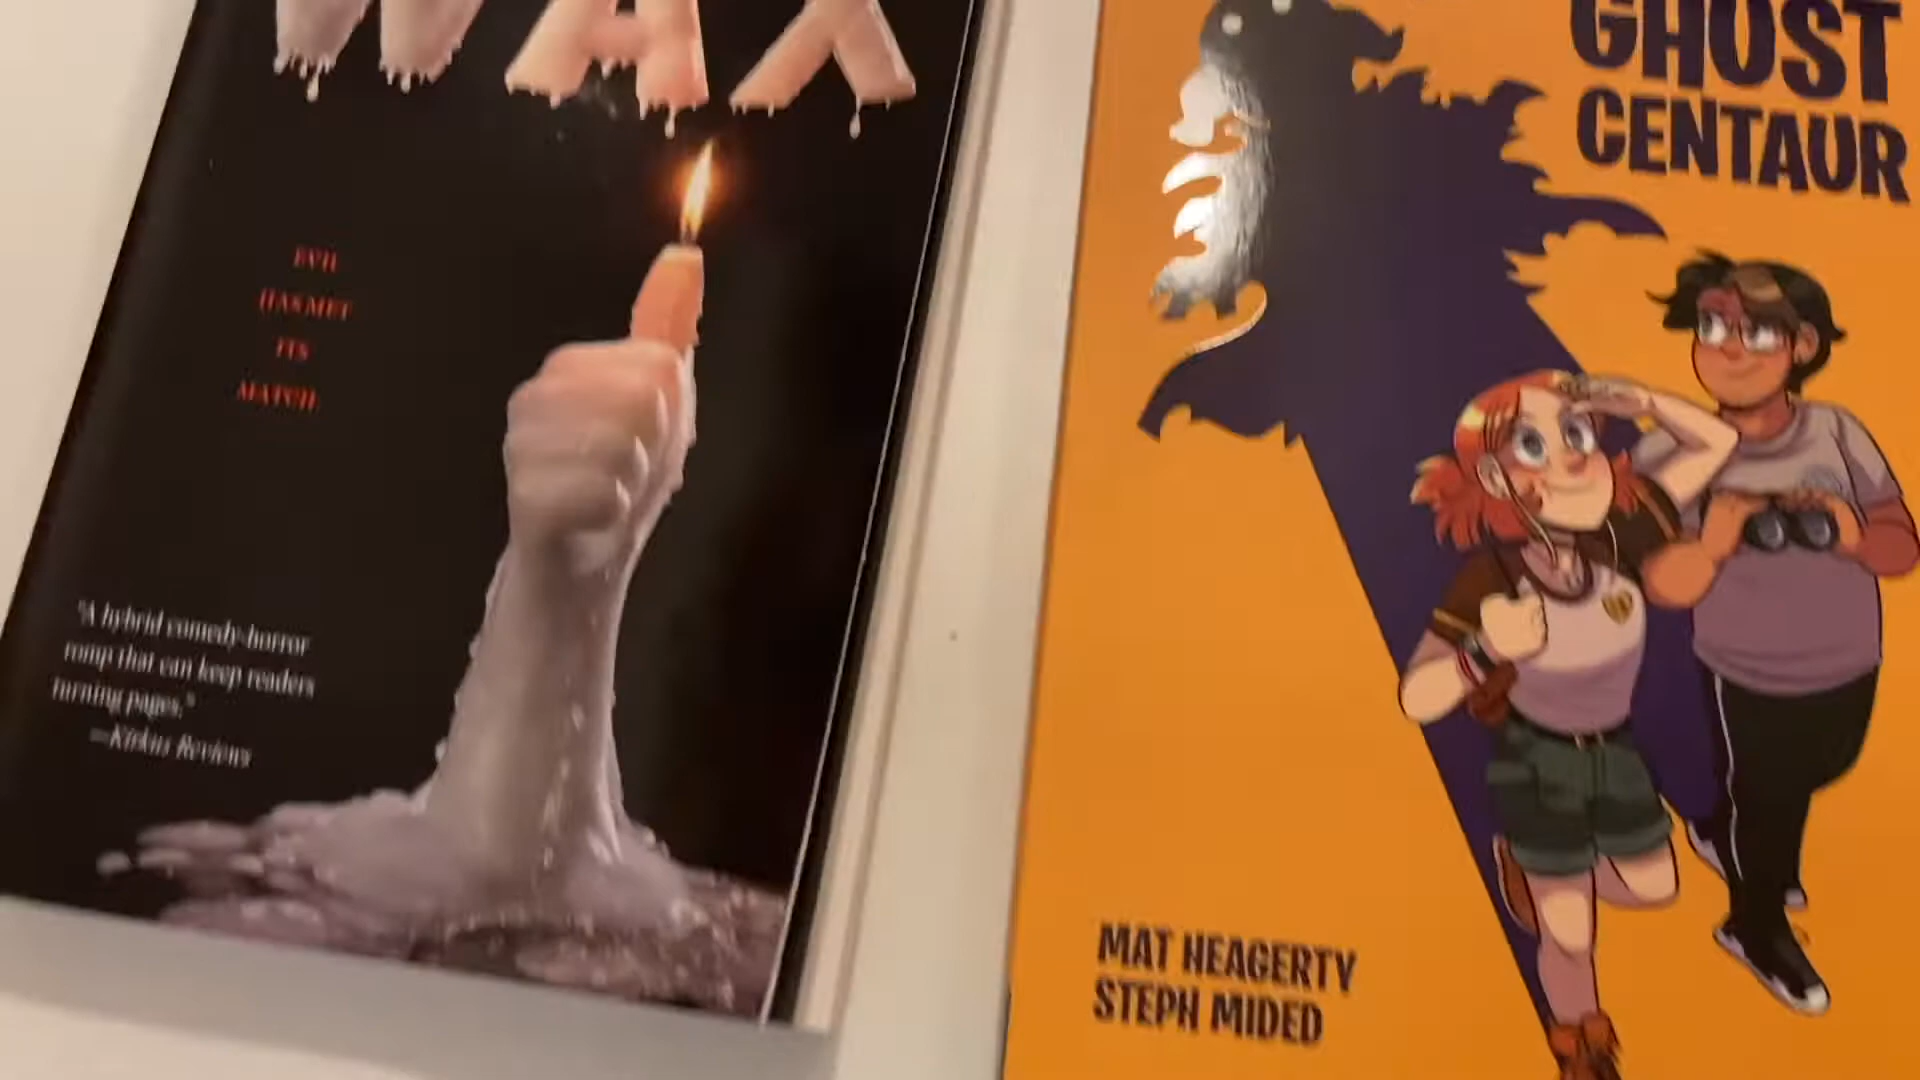 WAX
EVIL
HAS MET
ITS
MATCH.
"A hybrid comedy-horror
romp that can keep readers
turning pages."
—Kirkus Reviews
GHOST
CENTAUR
MAT HEAGERTY
STEPH MIDED